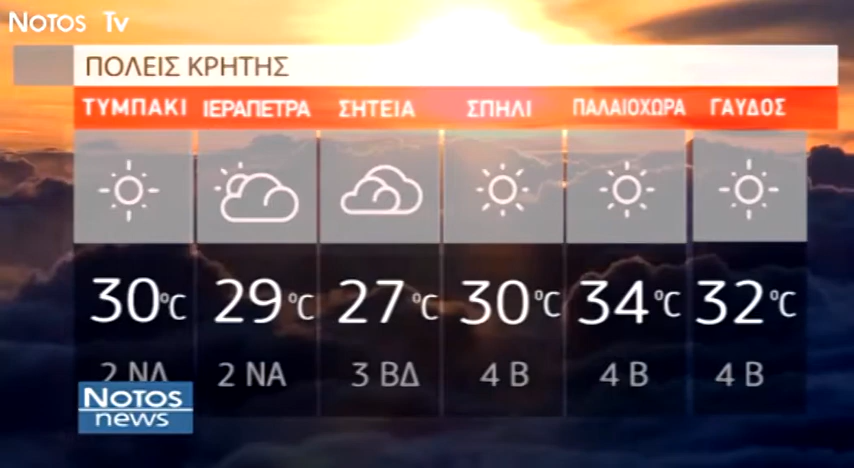 NOTOS TV
ΠΟΛΕΙΣ ΚΡΗΤΗΣ
ΤΥΜΠΑΚΙ ΙΕΡΑΠΕΤΡΑ ΣΗΤΕΙΑ ΣΠΗΛΙ ΠΑΛΑΙΟΧΩΡΑ ΓΑΥΔΟΣ
30°C 29°C 27°C 30°C 34°C 32°C
2 2 ΝΑ 3 ΒΔ 4 Β 4 Β 4 Β
NOTOS
news